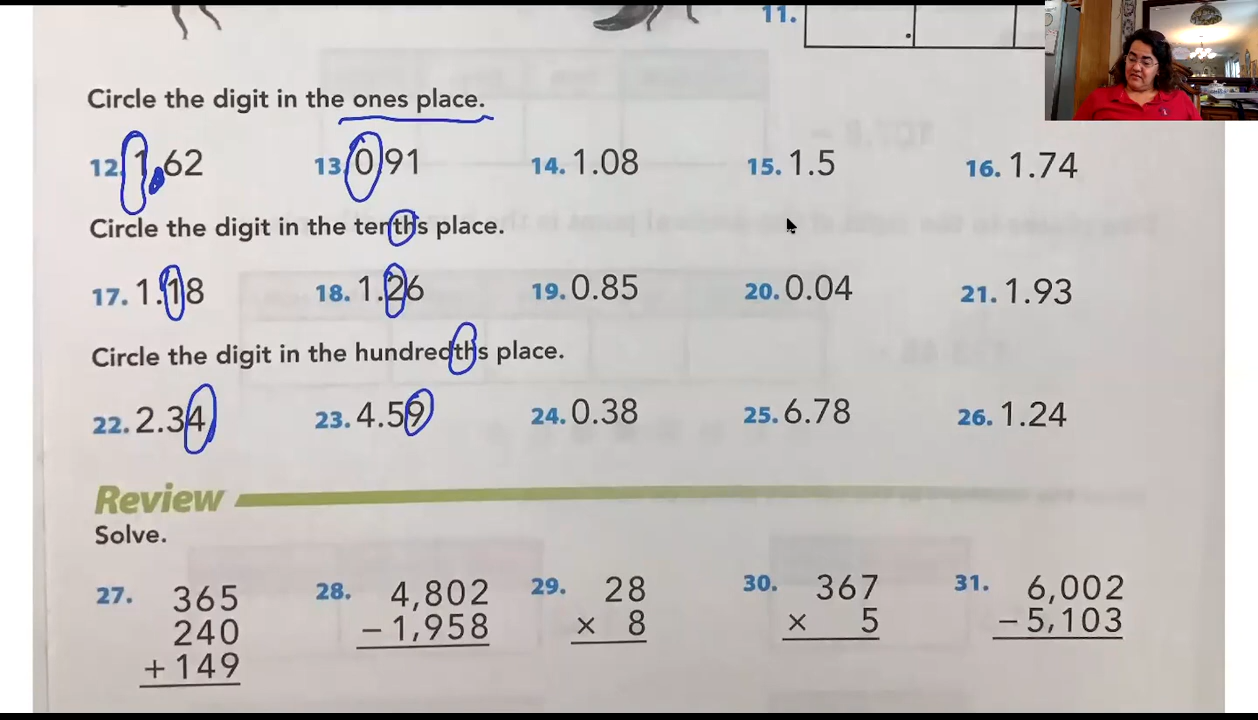 11.
Circle the digit in the ones place.
12. 1.62 13. 0.91 14. 1.08 15. 1.5 16. 1.74
Circle the digit in the tenths place.
17. 1.18 18. 1.26 19. 0.85 20. 0.04 21. 1.93
Circle the digit in the hundredths place.
22. 2.34 23. 4.59 24. 0.38 25. 6.78 26. 1.24
Review
Solve.
27. 365 28. 4,802 29. 28 30. 367 31. 6,002
240 − 1,958 × 8 × 5 − 5,103
+ 149